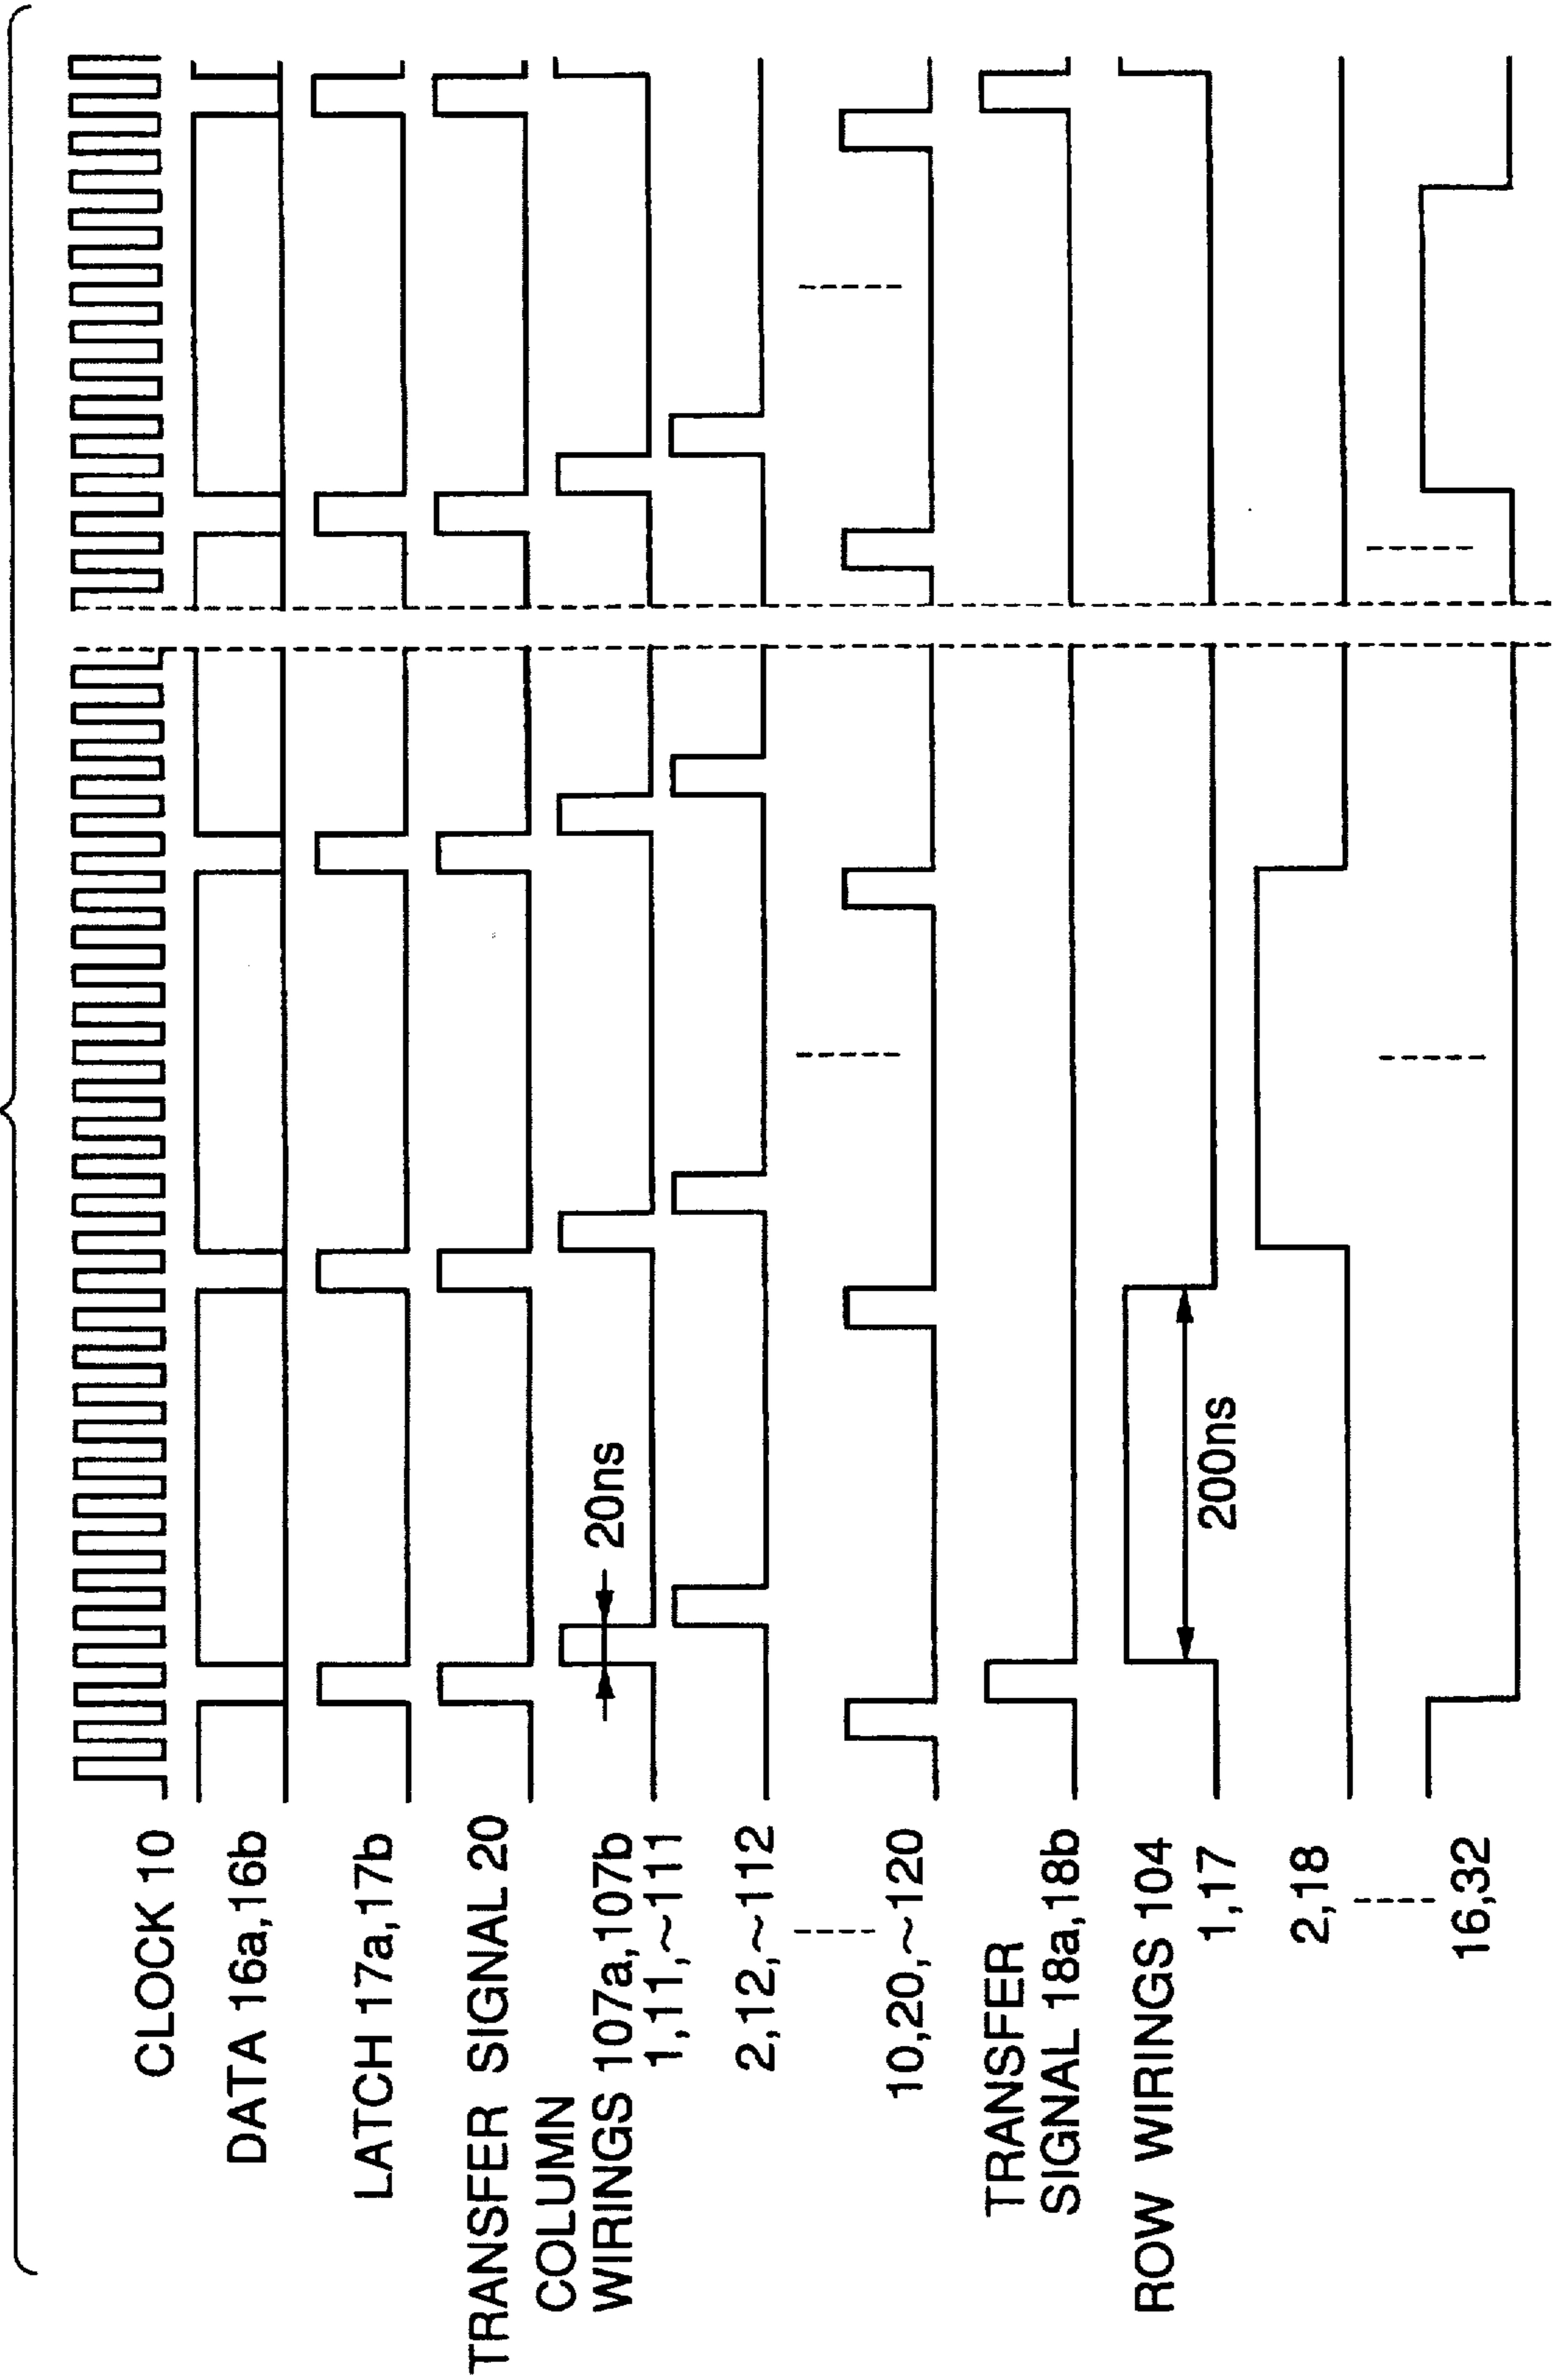 CLOCK 10
DATA 16a,16b
LATCH 17a,17b
TRANSFER SIGNAL 20
COLUMN
WIRINGS 107a,107b
1,11,~111
20ns
2,12,~112
10,20,~120
TRANSFER
SIGNAL 18a,18b
ROW WIRINGS 104
1,17
200ns
2,18
16,32